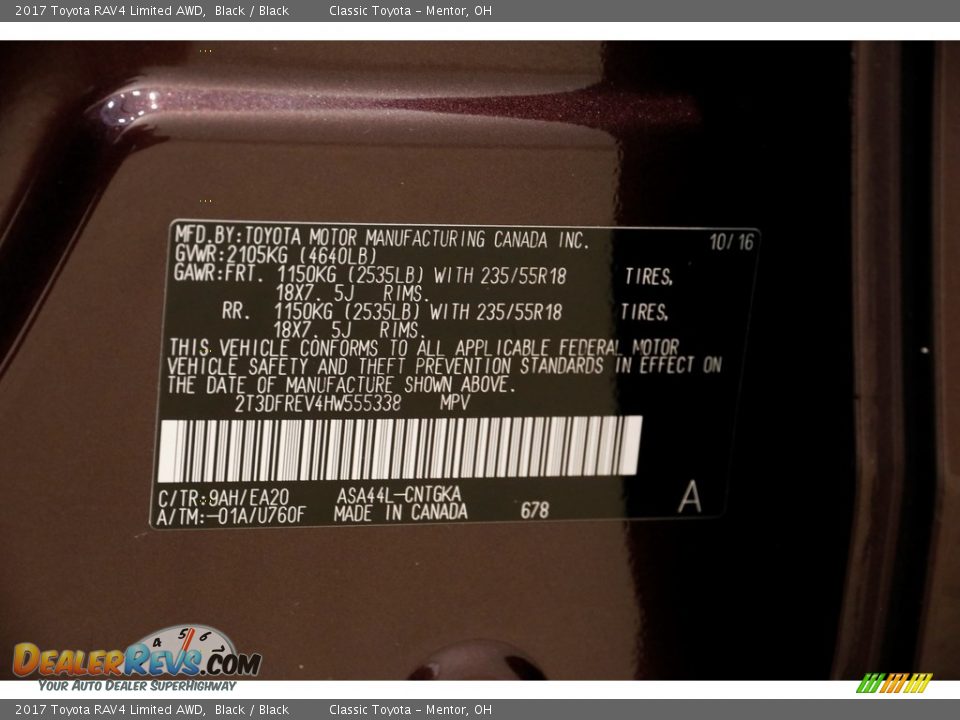 2017 Toyota RAV4 Limited AWD, Black / Black Classic Toyota - Mentor, OH
MFD.BY:TOYOTA MOTOR MANUFACTURING CANADA INC. 10/16
GVWR:2105KG (4640LB)
GAWR:FRT. 1150KG (2535LB) WITH 235/55R18 TIRES,
18X7. 5J RIMS.
RR. 1150KG (2535LB) WITH 235/55R18 TIRES,
18X7. 5J RIMS.
THIS VEHICLE CONFORMS TO ALL APPLICABLE FEDERAL MOTOR
VEHICLE SAFETY AND THEFT PREVENTION STANDARDS IN EFFECT ON
THE DATE OF MANUFACTURE SHOWN ABOVE.
2T3DFREV4HW555338 MPV
C/TR:9AH/EA20 ASA44L-CNTGKA
A/TM:-01A/U760F MADE IN CANADA 678 A
4 5 6
DEALERREVS.COM
YOUR AUTO DEALER SUPERHIGHWAY
2017 Toyota RAV4 Limited AWD, Black / Black Classic Toyota - Mentor, OH